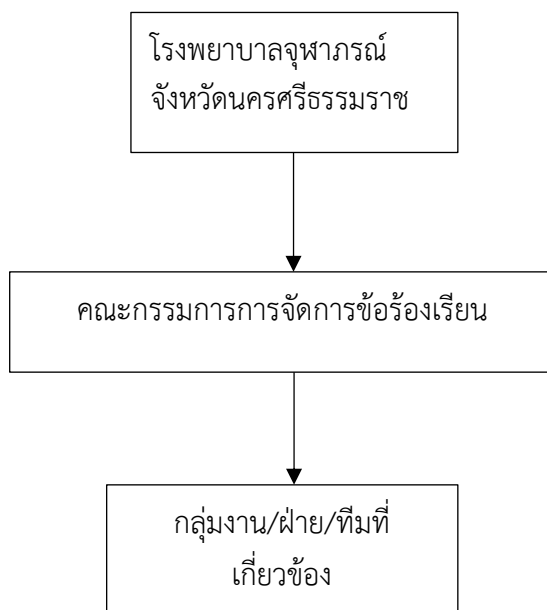 โรงพยาบาลจุฬาภรณ์
จังหวัดนครศรีธรรมราช
คณะกรรมการการจัดการข้อร้องเรียน
กลุ่มงาน/ฝ่าย/ทีมที่
เกี่ยวข้อง